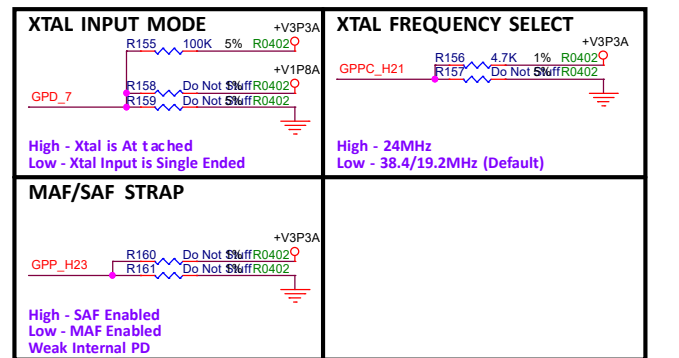 XTAL INPUT MODE
+V3P3A
R155 100K 5% R0402
+V1P8A
R158 Do Not Stuff R0402
R159 Do Not Stuff R0402
GPD_7
High - Xtal is At tached
Low - Xtal Input is Single Ended
XTAL FREQUENCY SELECT
+V3P3A
R156 4.7K 1% R0402
GPPC_H21
R157 Do Not Stuff R0402
High - 24MHz
Low - 38.4/19.2MHz (Default)
MAF/SAF STRAP
+V3P3A
R160 Do Not Stuff R0402
GPP_H23
R161 Do Not Stuff R0402
High - SAF Enabled
Low - MAF Enabled
Weak Internal PD